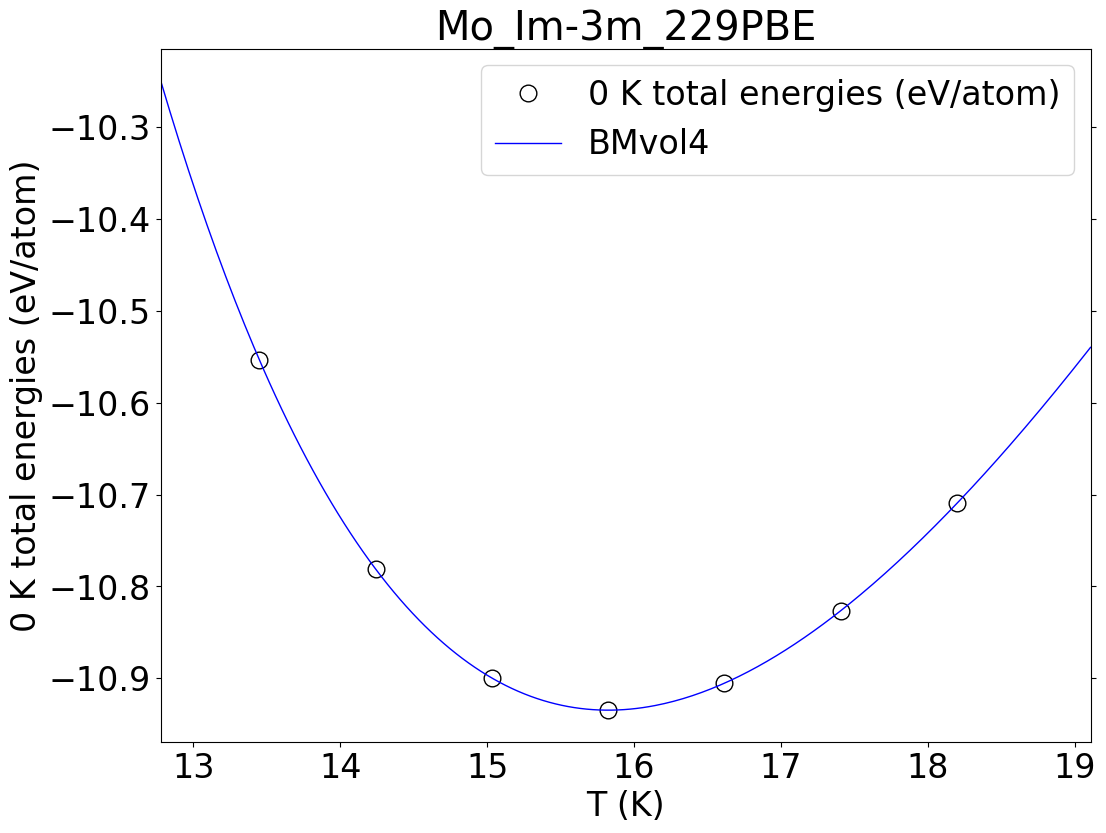 Mo_Im-3m_229PBE
0 K total energies (eV/atom)
BMvol4
0 K total energies (eV/atom)
−10.3
−10.4
−10.5
−10.6
−10.7
−10.8
−10.9
13 14 15 16 17 18 19
T (K)